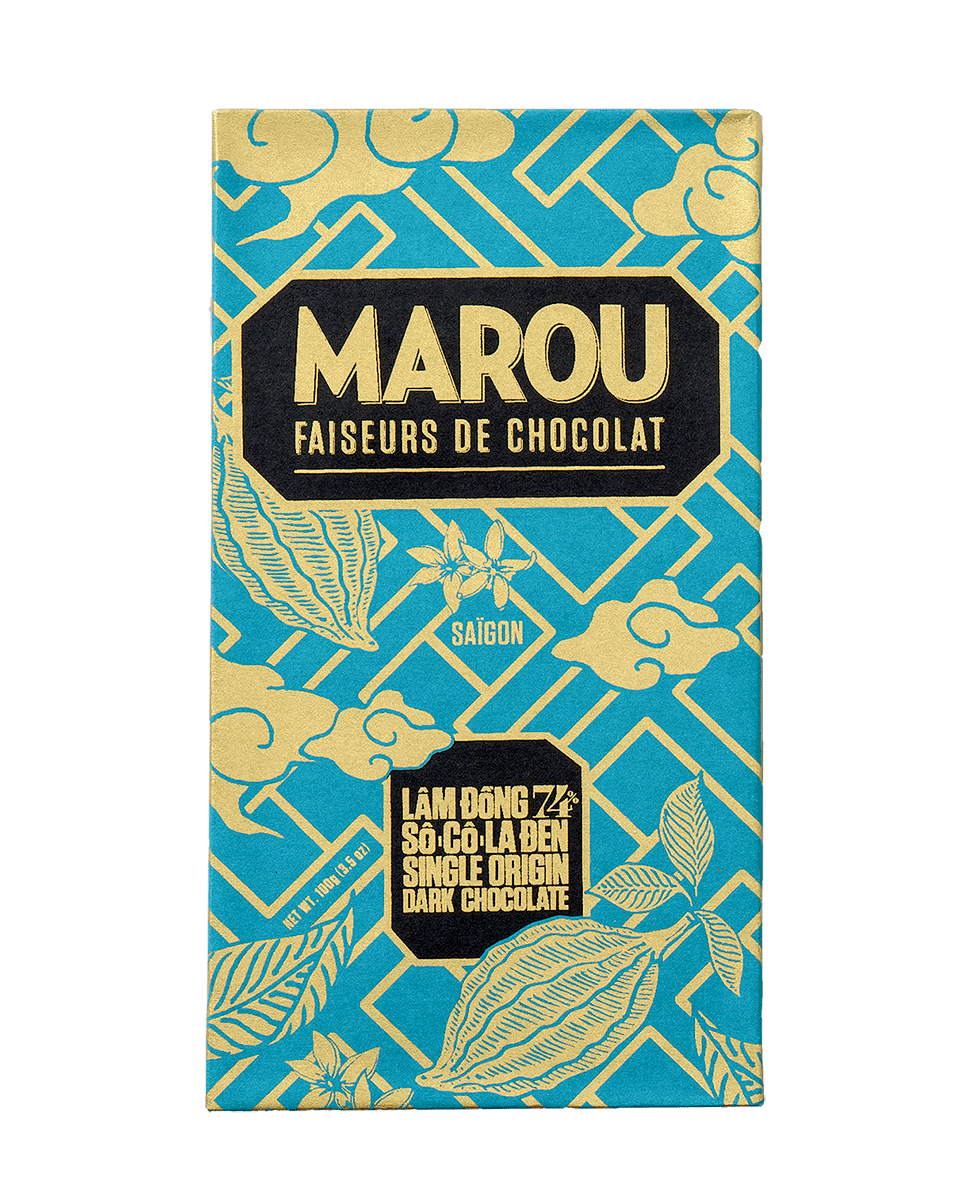 MAROU
FAISEURS DE CHOCOLAT
SAÏGON
LÂM ĐỒNG 74%
SÔ-CÔ-LA ĐEN
SINGLE ORIGIN
DARK CHOCOLATE
NET WT. 100g (3.5 oz)